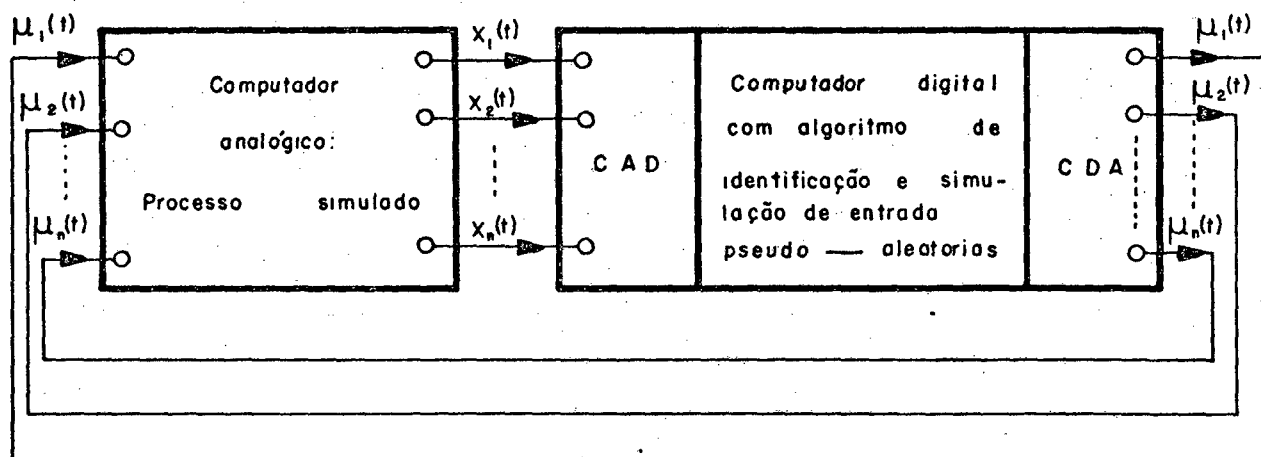 μ₁(t)
μ₂(t)
μₙ(t)
Computador
analógico:
Processo simulado
x₁(t)
x₂(t)
xₙ(t)
CAD
Computador digital
com algoritmo de
identificação e simu-
lação de entrada
pseudo — aleatorias
CDA
μ₁(t)
μ₂(t)
μₙ(t)